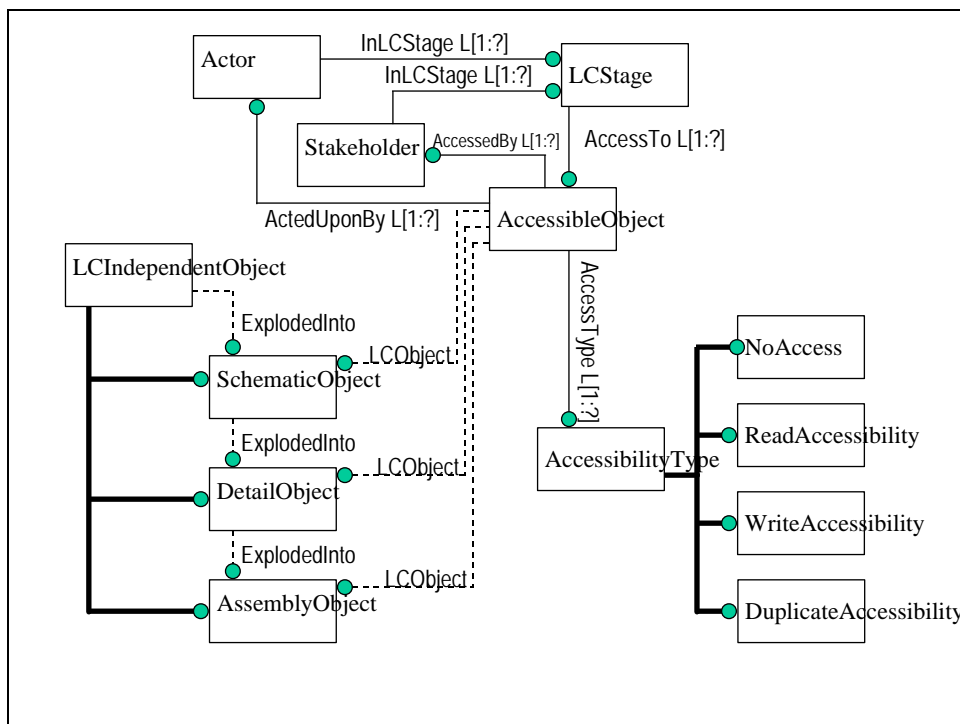 InLCStage L[1:?]
Actor
InLCStage L[1:?]
LCStage
Stakeholder
AccessedBy L[1:?]
AccessTo L[1:?]
ActedUponBy L[1:?]
AccessibleObject
LCIndependentObject
AccessType L[1:?]
ExplodedInto
LCObject
NoAccess
SchematicObject
ExplodedInto
ReadAccessibility
LCObject
AccessibilityType
DetailObject
WriteAccessibility
ExplodedInto
LCObject
AssemblyObject
DuplicateAccessibility